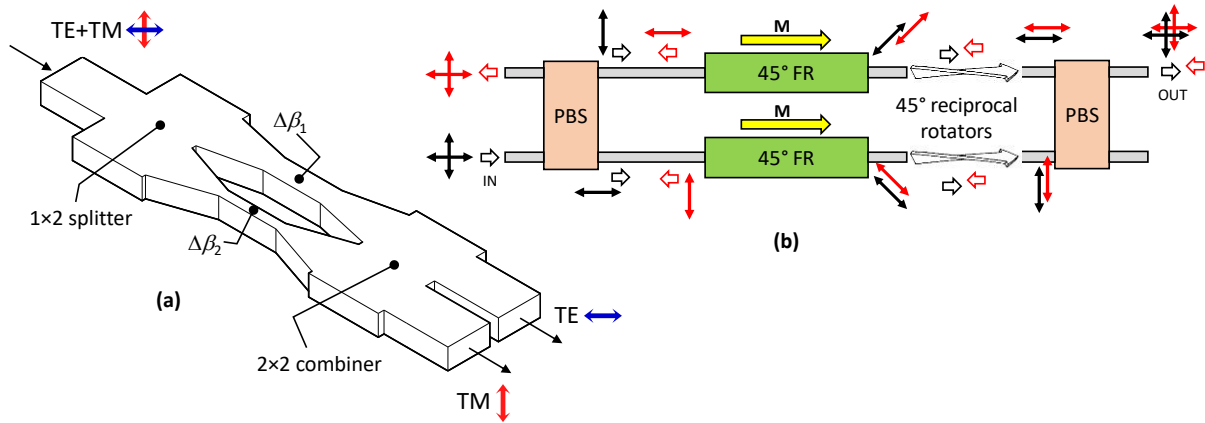 TE+TM
Δβ1
1×2 splitter
Δβ2
(a)
2×2 combiner
TE
TM
M
45° FR
PBS
45° reciprocal
rotators
PBS
OUT
M
45° FR
IN
(b)